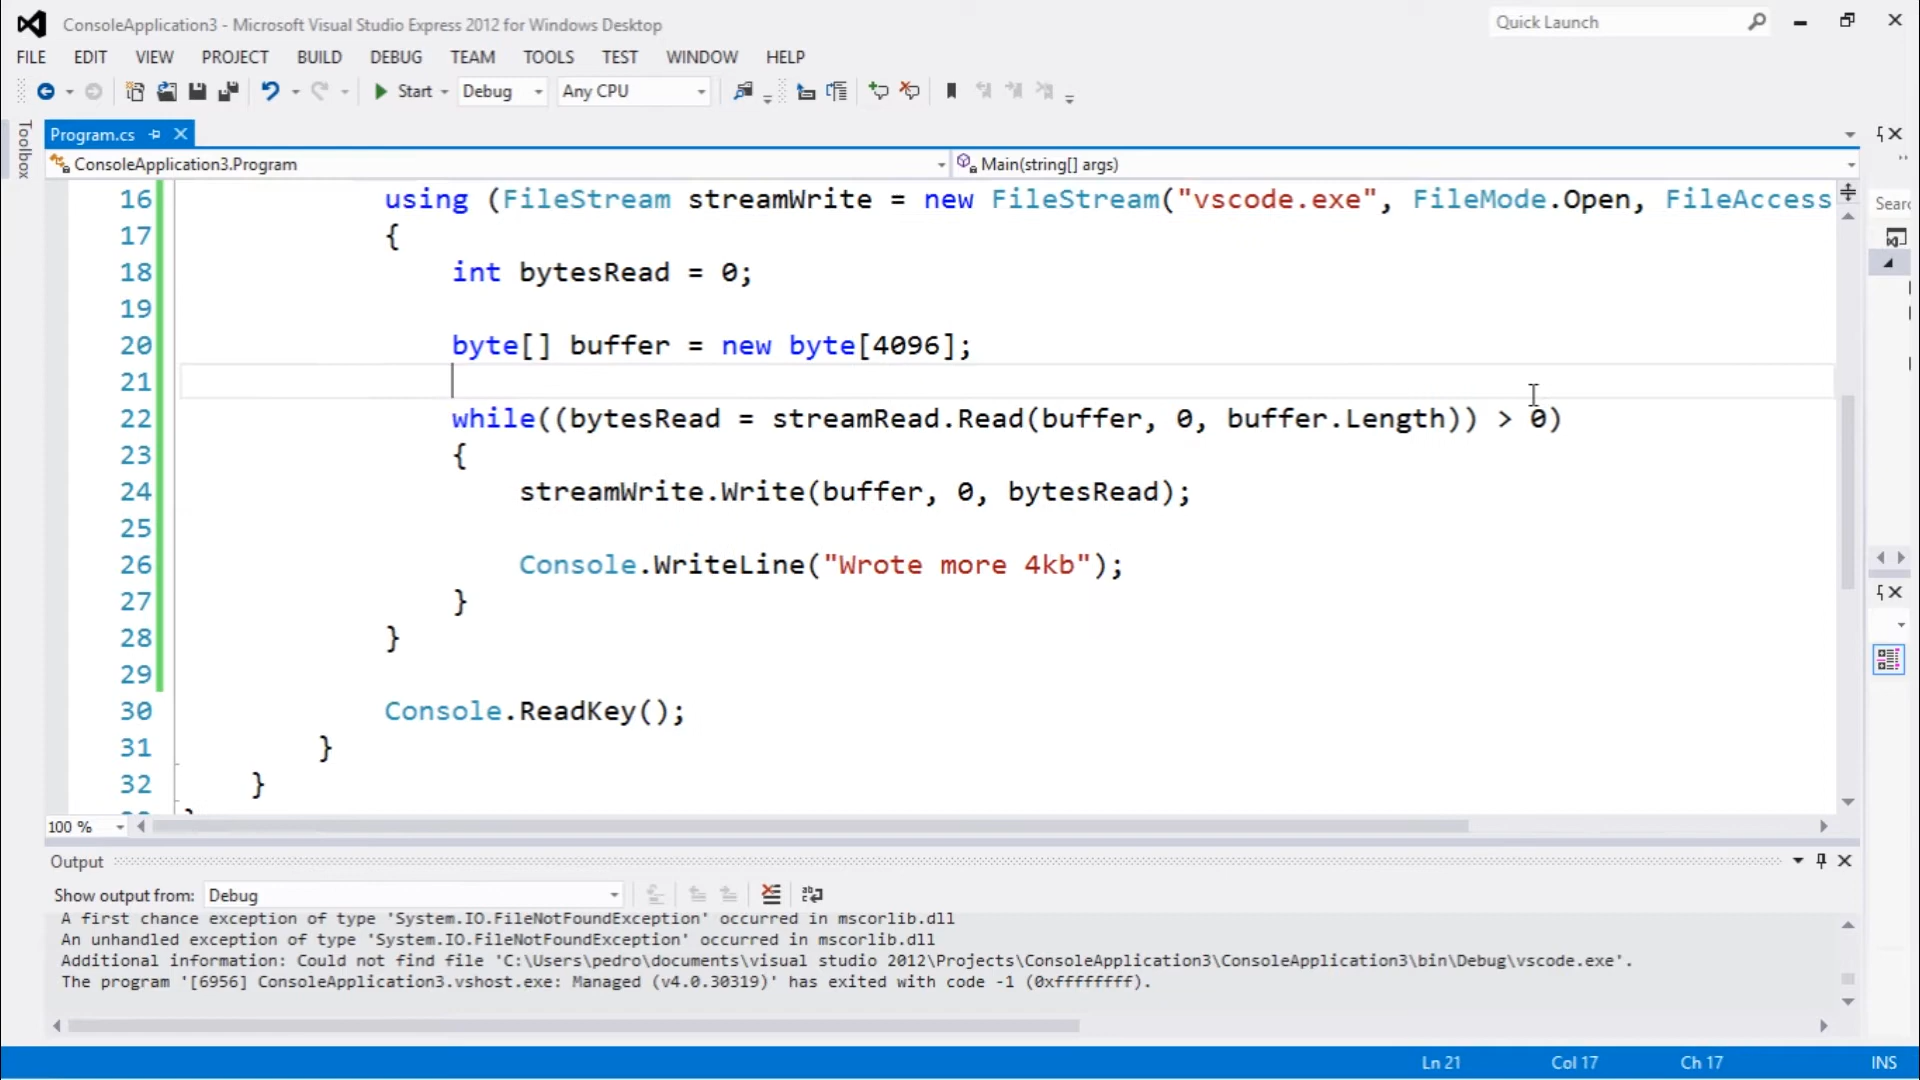 ConsoleApplication3 - Microsoft Visual Studio Express 2012 for Windows Desktop
Quick Launch
FILE EDIT VIEW PROJECT BUILD DEBUG TEAM TOOLS TEST WINDOW HELP
Start Debug Any CPU
Toolbox
Program.cs
ConsoleApplication3.Program Main(string[] args)
16 using (FileStream streamWrite = new FileStream("vscode.exe", FileMode.Open, FileAccess
17 {
18 int bytesRead = 0;
19
20 byte[] buffer = new byte[4096];
21
22 while((bytesRead = streamRead.Read(buffer, 0, buffer.Length)) > 0)
23 {
24 streamWrite.Write(buffer, 0, bytesRead);
25
26 Console.WriteLine("Wrote more 4kb");
27 }
28 }
29
30 Console.ReadKey();
31 }
32 }
100 %
Output
Show output from: Debug
A first chance exception of type 'System.IO.FileNotFoundException' occurred in mscorlib.dll
An unhandled exception of type 'System.IO.FileNotFoundException' occurred in mscorlib.dll
Additional information: Could not find file 'C:\Users\pedro\documents\visual studio 2012\Projects\ConsoleApplication3\ConsoleApplication3\bin\Debug\vscode.exe'.
The program '[6956] ConsoleApplication3.vshost.exe: Managed (v4.0.30319)' has exited with code -1 (0xffffffff).
Ln 21 Col 17 Ch 17 INS